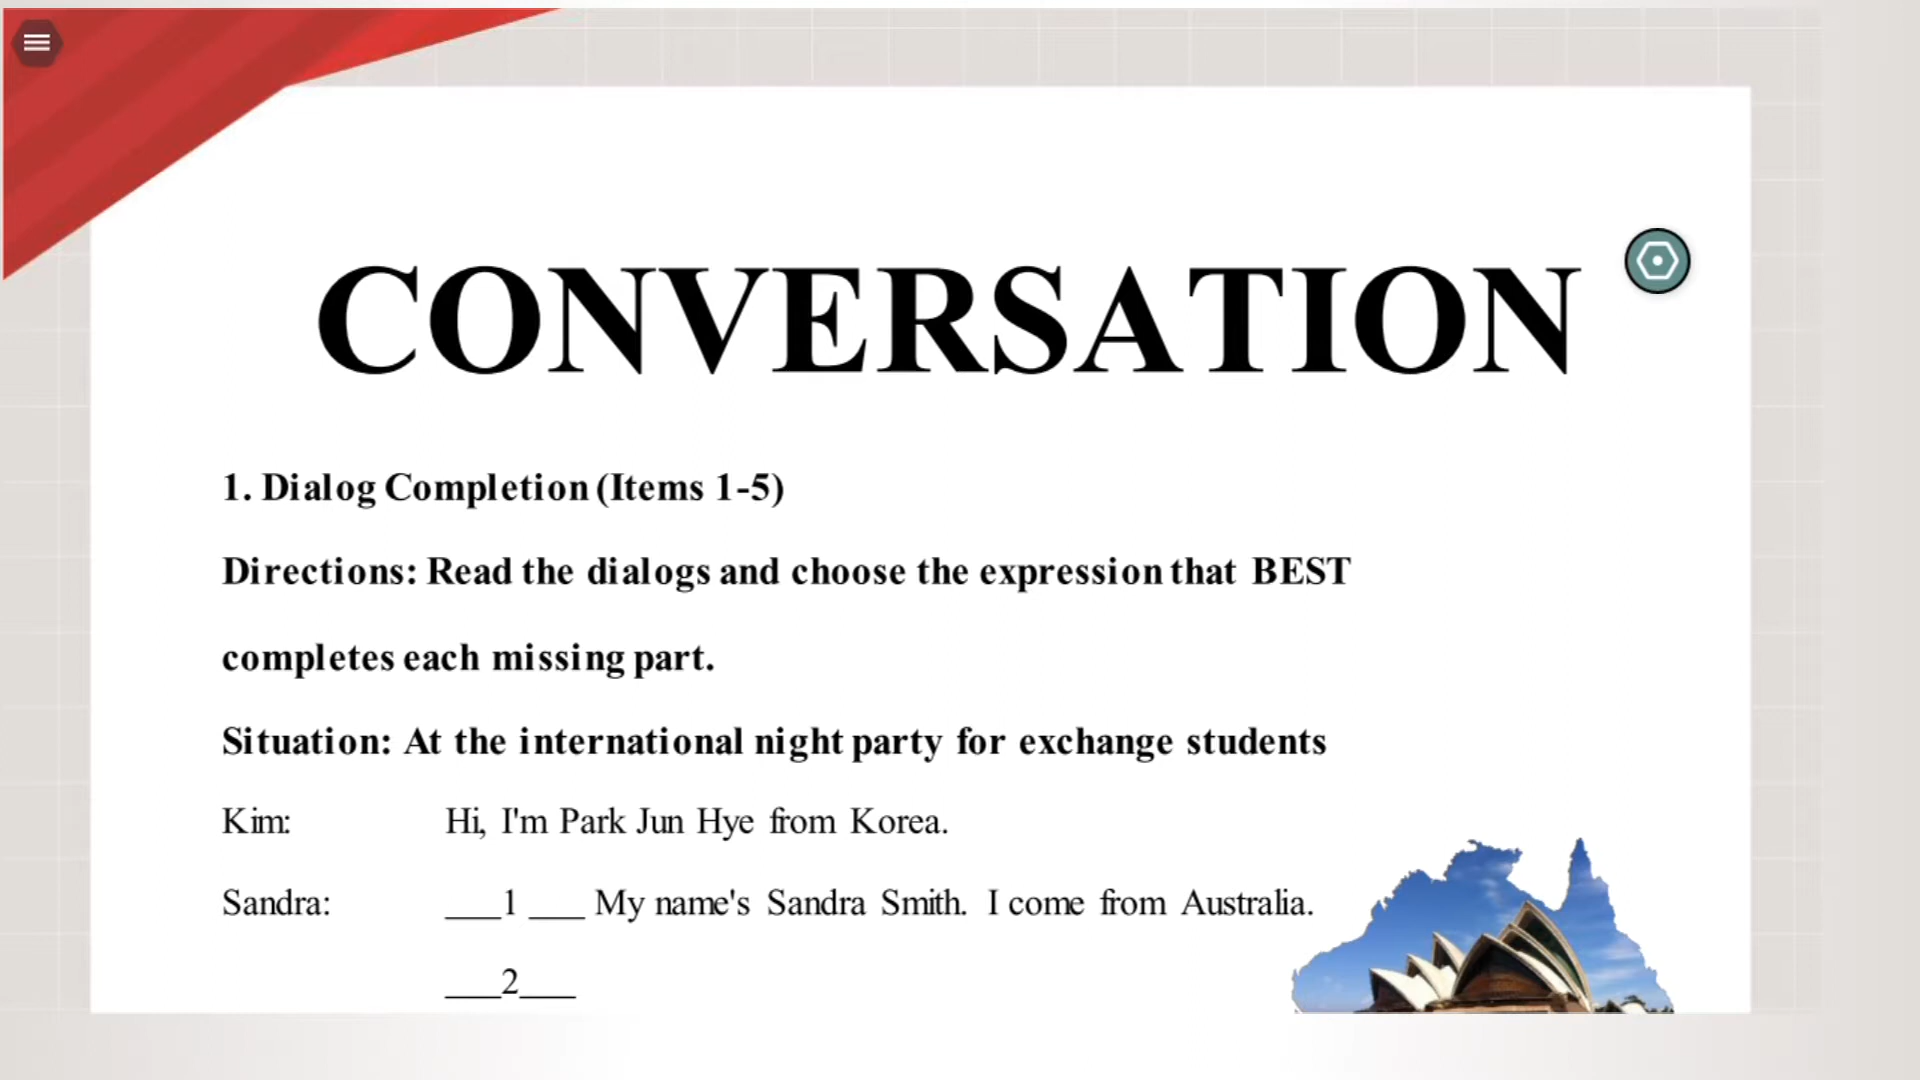 CONVERSATION
1. Dialog Completion (Items 1-5)
Directions: Read the dialogs and choose the expression that BEST
completes each missing part.
Situation: At the international night party for exchange students
Kim: Hi, I'm Park Jun Hye from Korea.
Sandra: ___1 ___ My name's Sandra Smith. I come from Australia.
___2___